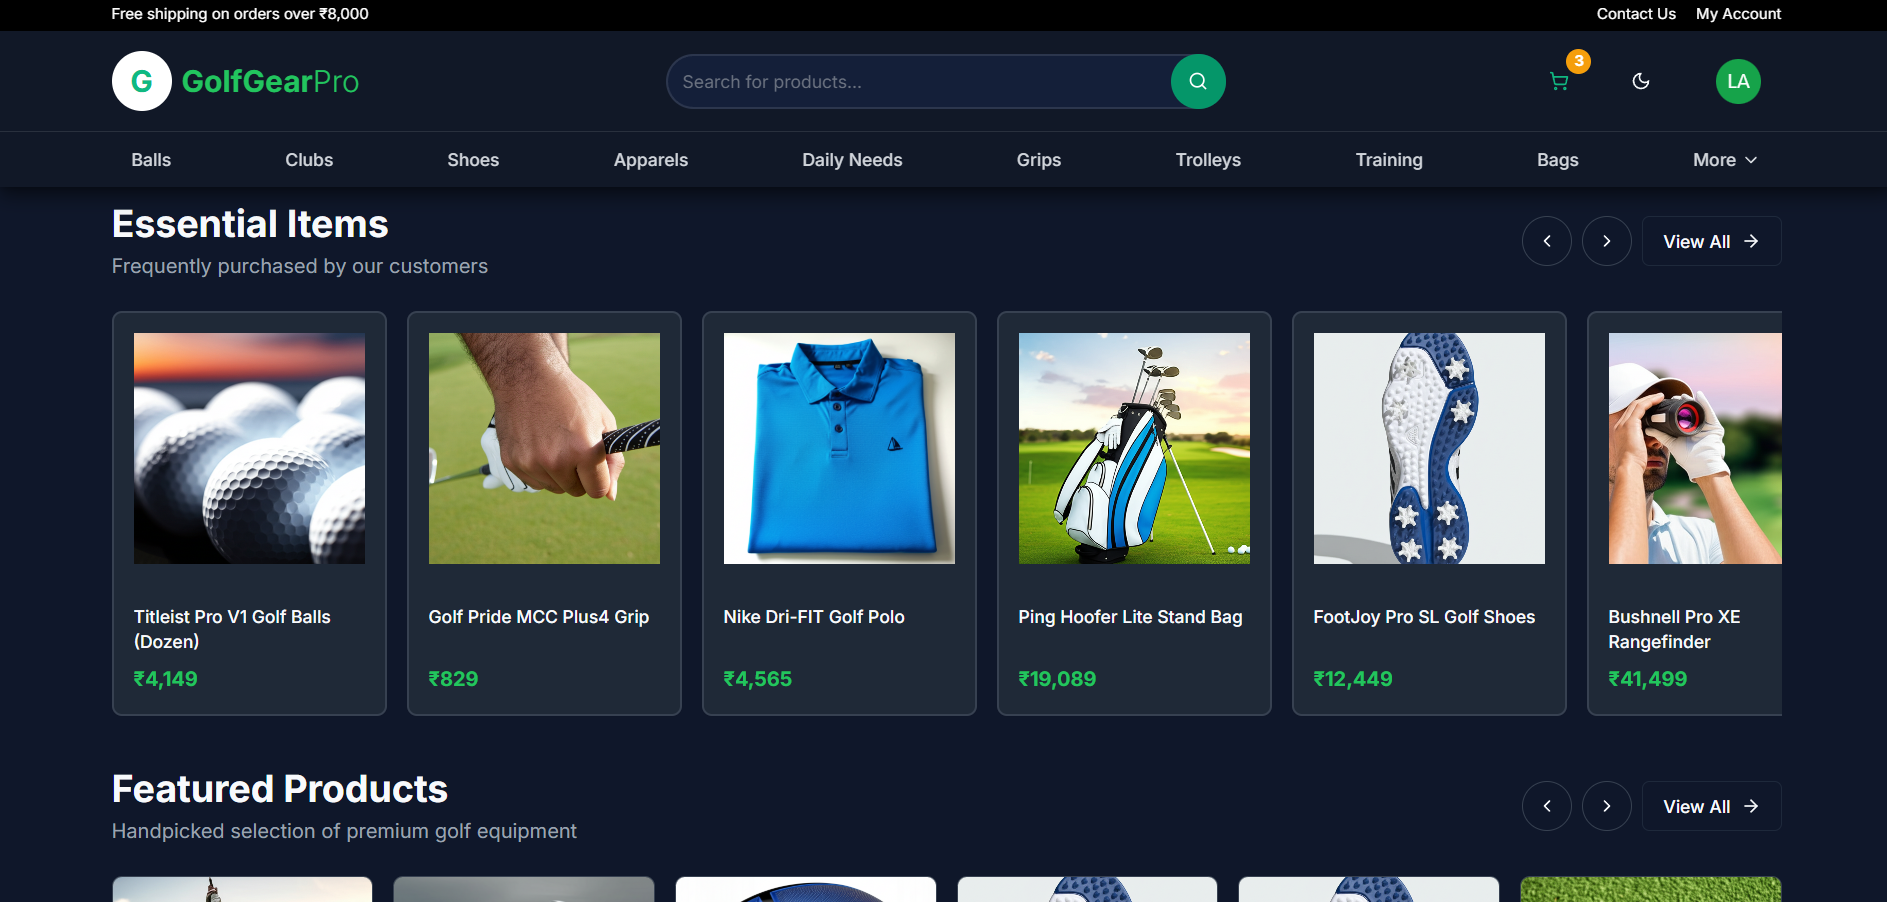 Free shipping on orders over ₹8,000
Contact Us My Account
G GolfGearPro
Search for products...
3
LA
Balls Clubs Shoes Apparels Daily Needs Grips Trolleys Training Bags More
Essential Items
Frequently purchased by our customers
View All
Titleist Pro V1 Golf Balls
(Dozen)
₹4,149
Golf Pride MCC Plus4 Grip
₹829
Nike Dri-FIT Golf Polo
₹4,565
Ping Hoofer Lite Stand Bag
₹19,089
FootJoy Pro SL Golf Shoes
₹12,449
Bushnell Pro XE
Rangefinder
₹41,499
Featured Products
Handpicked selection of premium golf equipment
View All